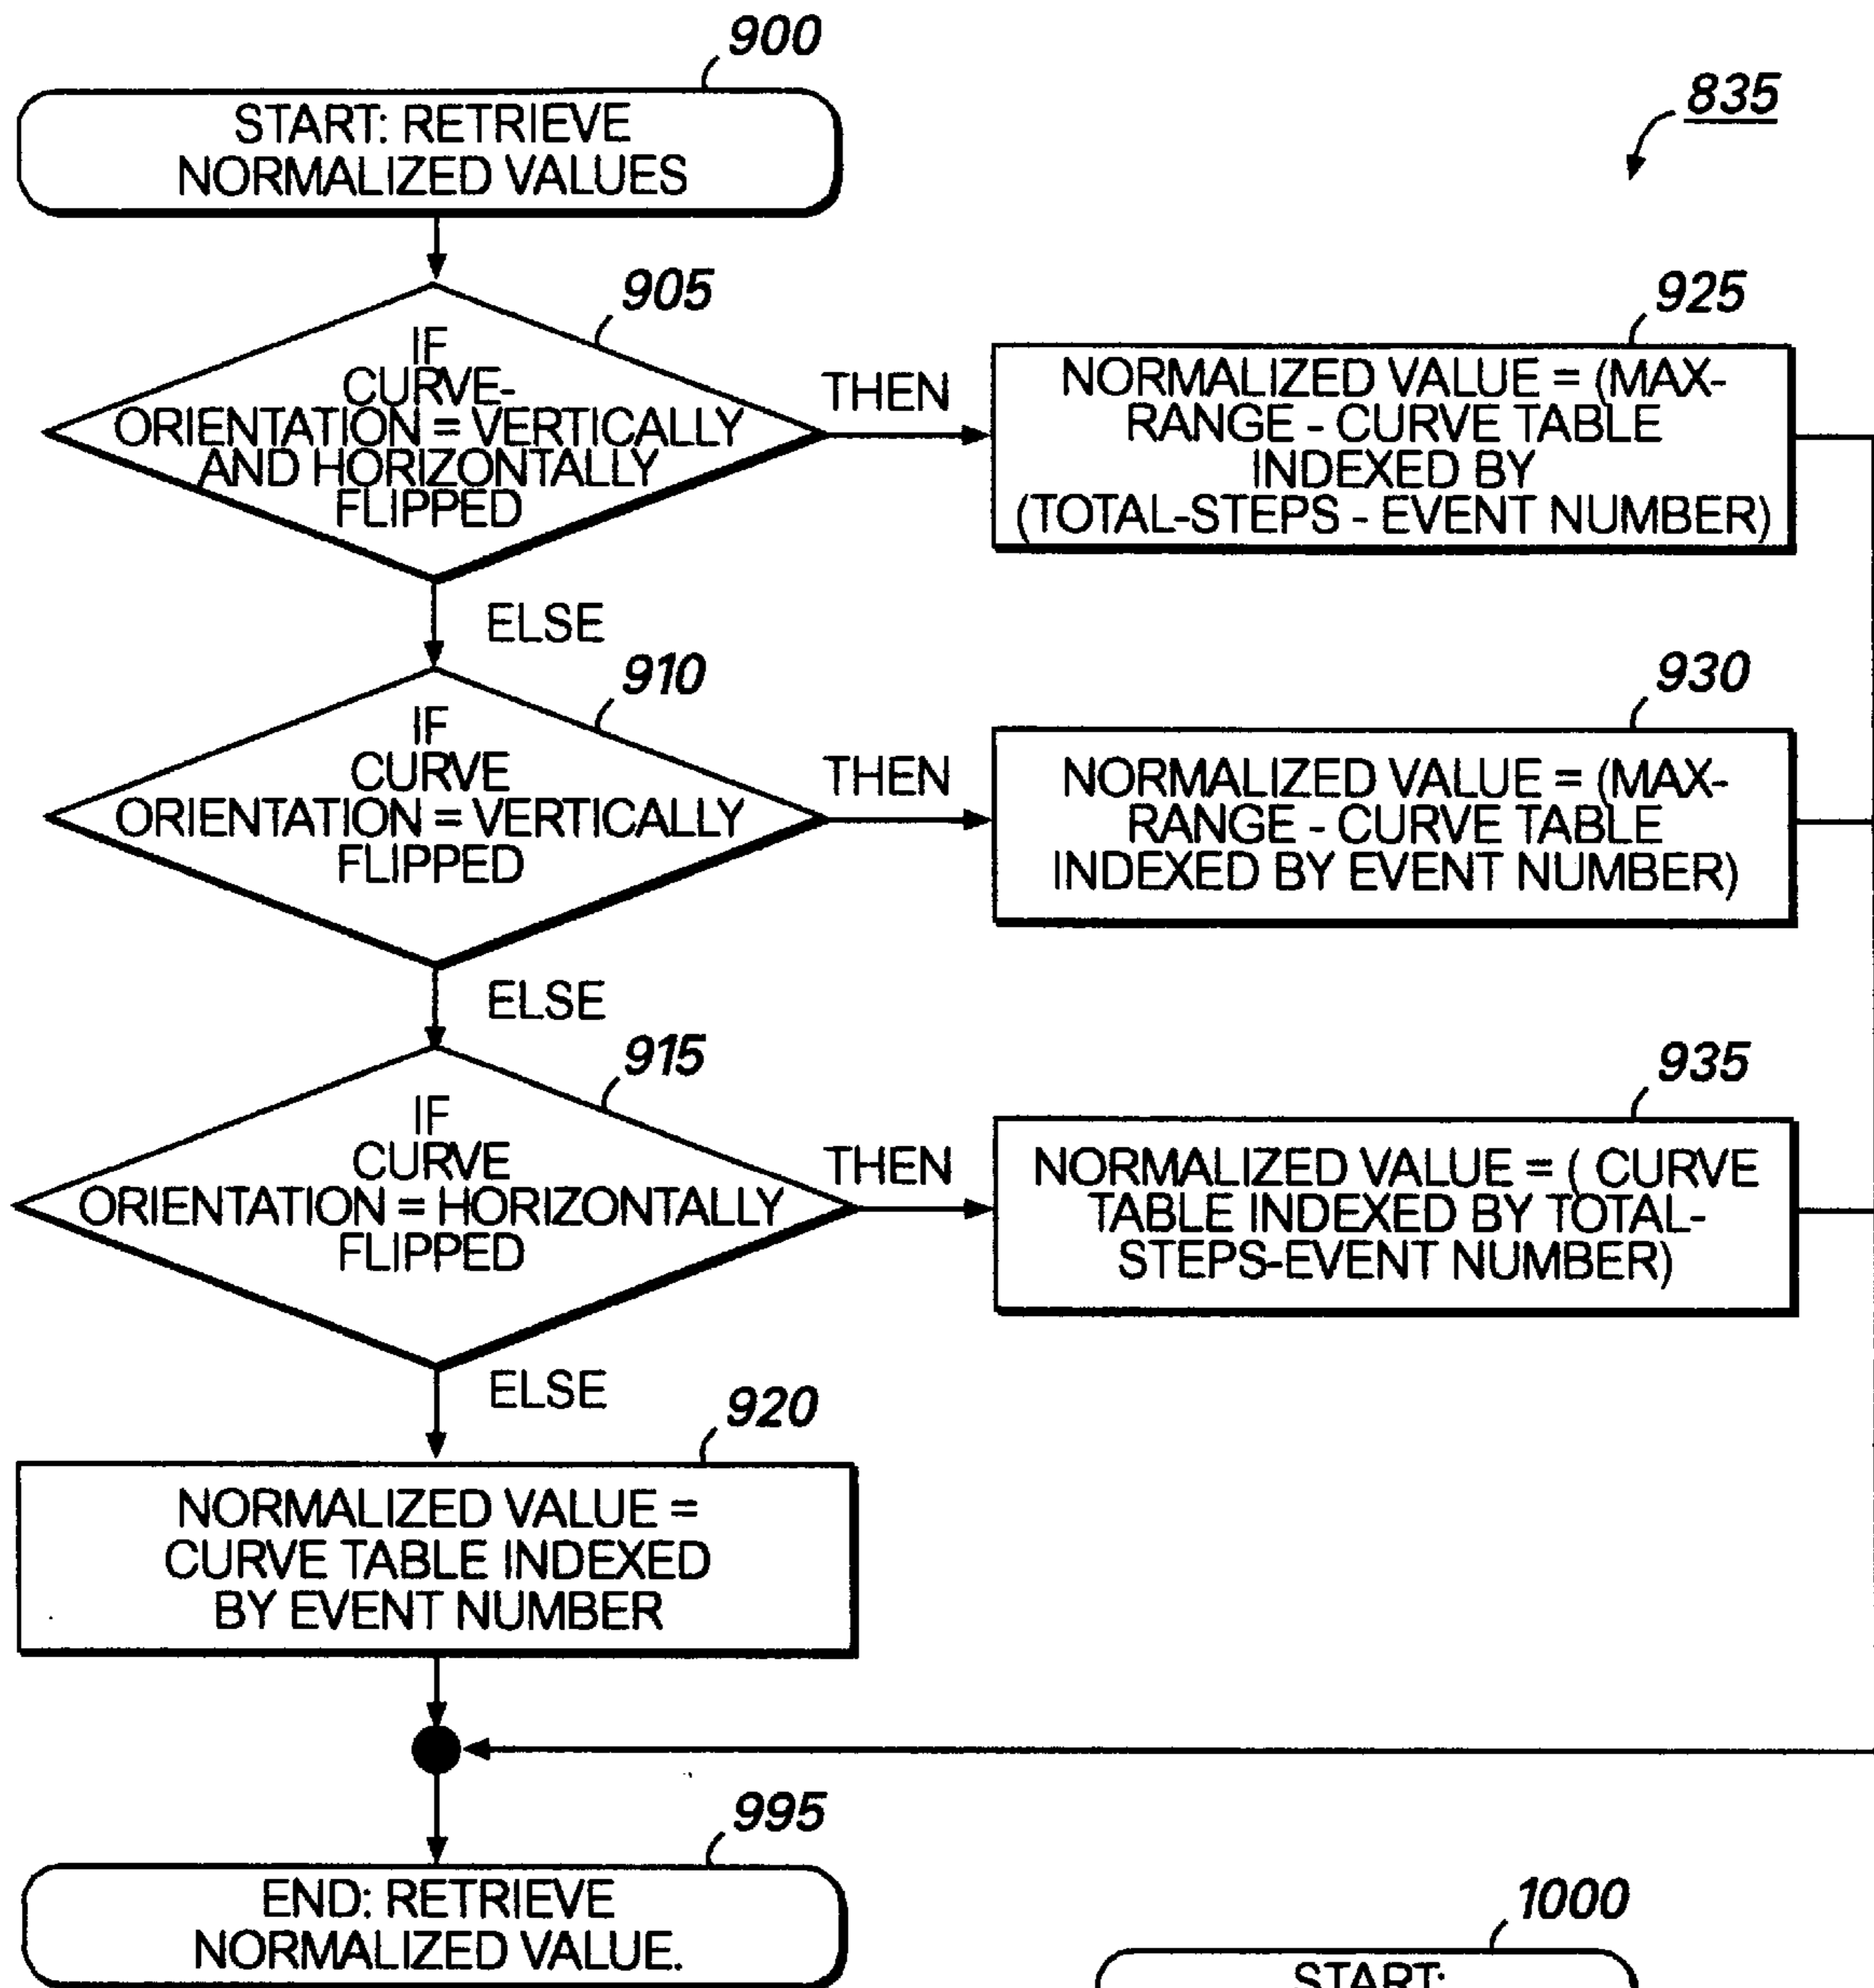 900
835
START: RETRIEVE
NORMALIZED VALUES
905
IF
CURVE-
ORIENTATION = VERTICALLY
AND HORIZONTALLY
FLIPPED
THEN
925
NORMALIZED VALUE = (MAX-
RANGE - CURVE TABLE
INDEXED BY
(TOTAL-STEPS - EVENT NUMBER)
ELSE
910
IF
CURVE
ORIENTATION = VERTICALLY
FLIPPED
THEN
930
NORMALIZED VALUE = (MAX-
RANGE - CURVE TABLE
INDEXED BY EVENT NUMBER)
ELSE
915
IF
CURVE
ORIENTATION = HORIZONTALLY
FLIPPED
THEN
935
NORMALIZED VALUE = ( CURVE
TABLE INDEXED BY TOTAL-
STEPS-EVENT NUMBER)
ELSE
920
NORMALIZED VALUE =
CURVE TABLE INDEXED
BY EVENT NUMBER
995
END: RETRIEVE
NORMALIZED VALUE.
1000
START: